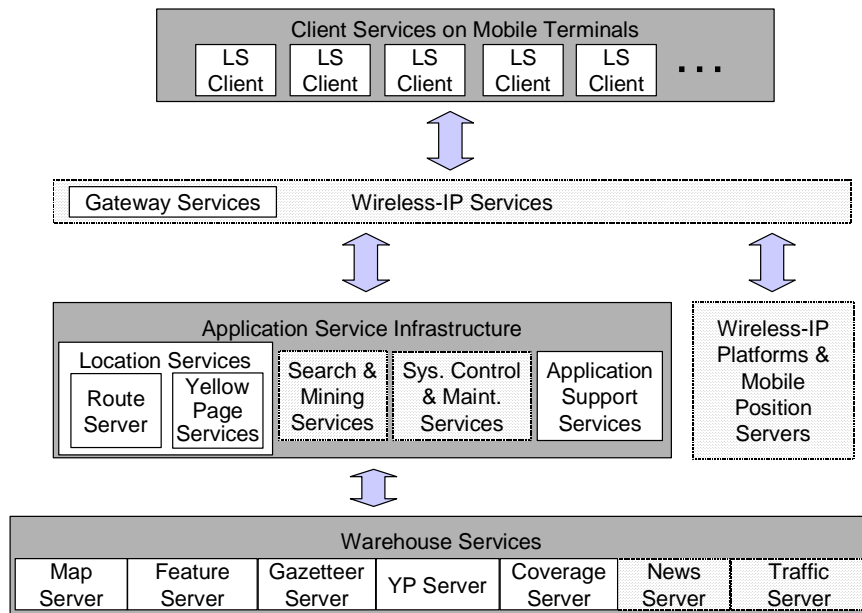 Client Services on Mobile Terminals
LS
Client
LS
Client
LS
Client
LS
Client
LS
Client
...
Gateway Services
Wireless-IP Services
Application Service Infrastructure
Location Services
Route
Server
Yellow
Page
Services
Search &
Mining
Services
Sys. Control
& Maint.
Services
Application
Support
Services
Wireless-IP
Platforms &
Mobile
Position
Servers
Warehouse Services
Map
Server
Feature
Server
Gazetteer
Server
YP Server
Coverage
Server
News
Server
Traffic
Server